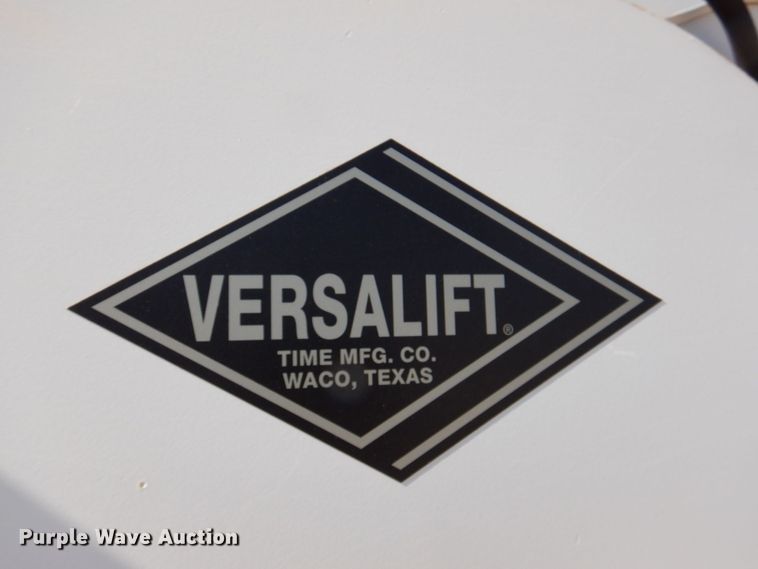 VERSALIFT®
TIME MFG. CO.
WACO, TEXAS
Purple Wave Auction